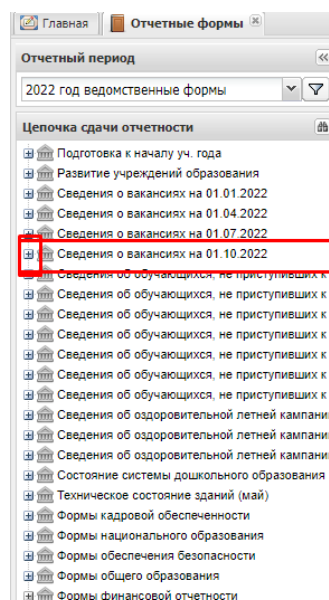 Главная Отчетные формы
Отчетный период
2022 год ведомственные формы
Цепочка сдачи отчетности
Подготовка к началу уч. года
Развитие учреждений образования
Сведения о вакансиях на 01.01.2022
Сведения о вакансиях на 01.04.2022
Сведения о вакансиях на 01.07.2022
Сведения о вакансиях на 01.10.2022
Сведения об обучающихся, не приступивших к
Сведения об обучающихся, не приступивших к
Сведения об обучающихся, не приступивших к
Сведения об обучающихся, не приступивших к
Сведения об обучающихся, не приступивших к
Сведения об обучающихся, не приступивших к
Сведения об обучающихся, не приступивших к
Сведения об оздоровительной летней кампани
Сведения об оздоровительной летней кампани
Сведения об оздоровительной летней кампани
Состояние системы дошкольного образования
Техническое состояние зданий (май)
Формы кадровой обеспеченности
Формы национального образования
Формы обеспечения безопасности
Формы общего образования
Формы финансовой отчетности